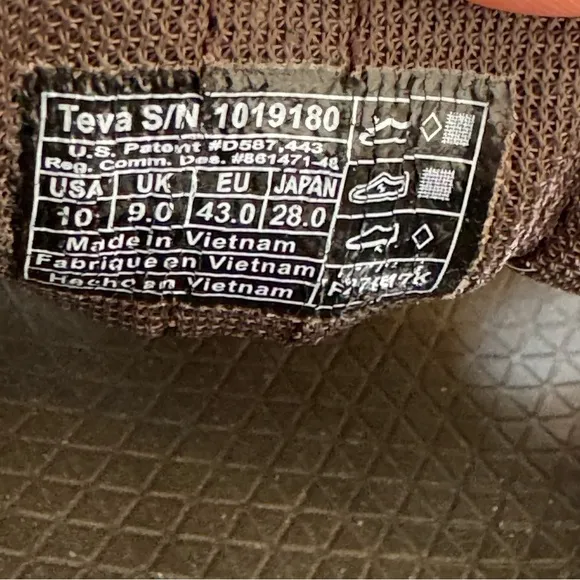 Teva S/N 1019180
U.S. Patent #D587,443
Reg. Comm. Des. #861471-48
USA UK EU JAPAN
10 9.0 43.0 28.0
Made in Vietnam
Fabrique en Vietnam
Hecho en Vietnam